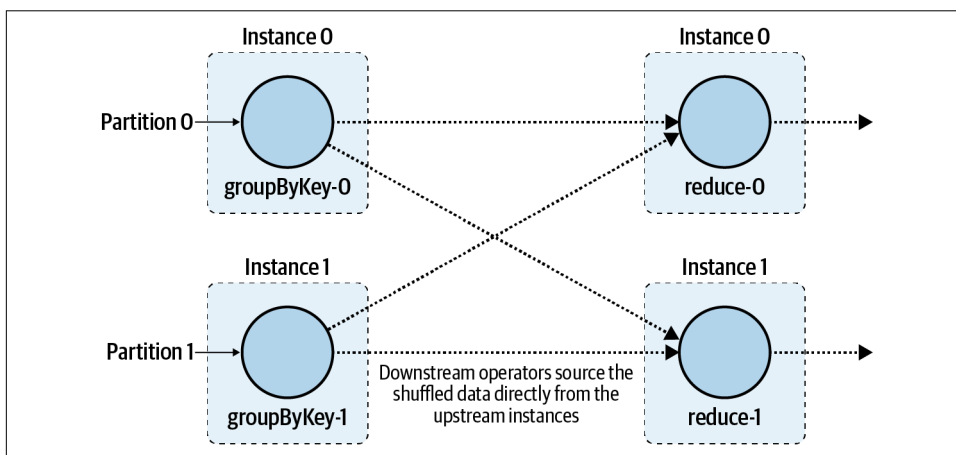 Instance 0
Instance 0
Partition 0
groupByKey-0
reduce-0
Instance 1
Instance 1
Partition 1
Downstream operators source the
shuffled data directly from the
upstream instances
groupByKey-1
reduce-1